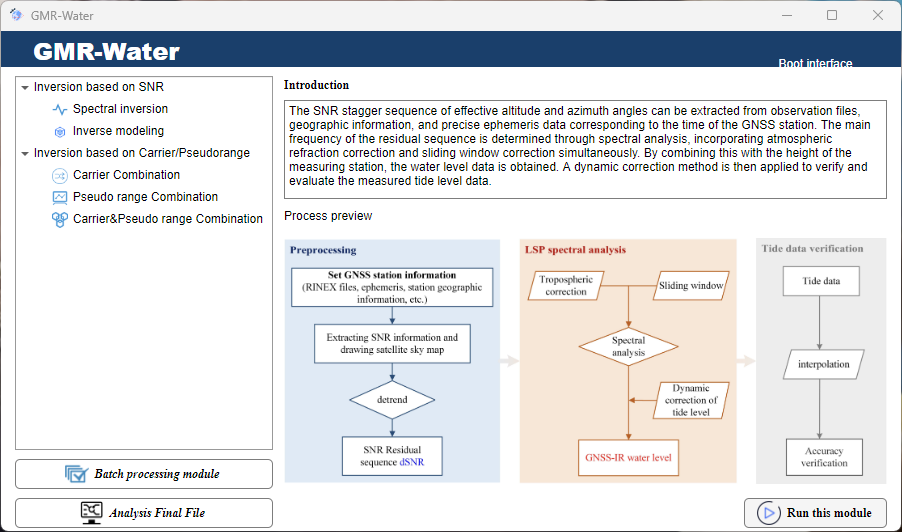 GMR-Water
GMR-Water
Boot interface
Inversion based on SNR
Spectral inversion
Inverse modeling
Inversion based on Carrier/Pseudorange
Carrier Combination
Pseudo range Combination
Carrier&Pseudo range Combination
Batch processing module
Analysis Final File
Introduction
The SNR stagger sequence of effective altitude and azimuth angles can be extracted from observation files,
geographic information, and precise ephemeris data corresponding to the time of the GNSS station. The main
frequency of the residual sequence is determined through spectral analysis, incorporating atmospheric
refraction correction and sliding window correction simultaneously. By combining this with the height of the
measuring station, the water level data is obtained. A dynamic correction method is then applied to verify and
evaluate the measured tide level data.
Process preview
Preprocessing
Set GNSS station information
(RINEX files, ephemeris, station geographic
information, etc.)
Extracting SNR information and
drawing satellite sky map
detrend
SNR Residual
sequence dSNR
LSP spectral analysis
Tropospheric
correction
Sliding window
Spectral
analysis
Dynamic
correction of
tide level
GNSS-IR water level
Tide data verification
Tide data
interpolation
Accuracy
verification
Run this module